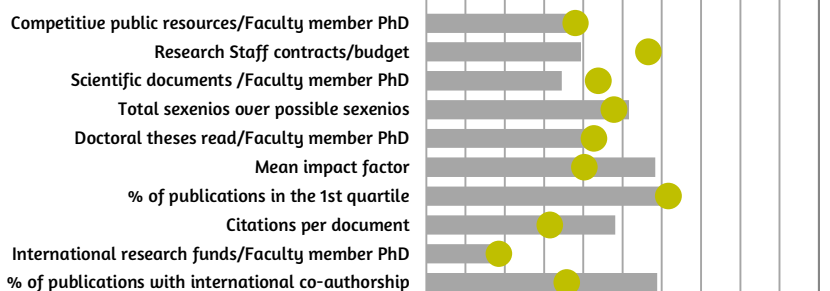 Competitive public resources/Faculty member PhD
Research Staff contracts/budget
Scientific documents /Faculty member PhD
Total sexenios over possible sexenios
Doctoral theses read/Faculty member PhD
Mean impact factor
% of publications in the 1st quartile
Citations per document
International research funds/Faculty member PhD
% of publications with international co-authorship